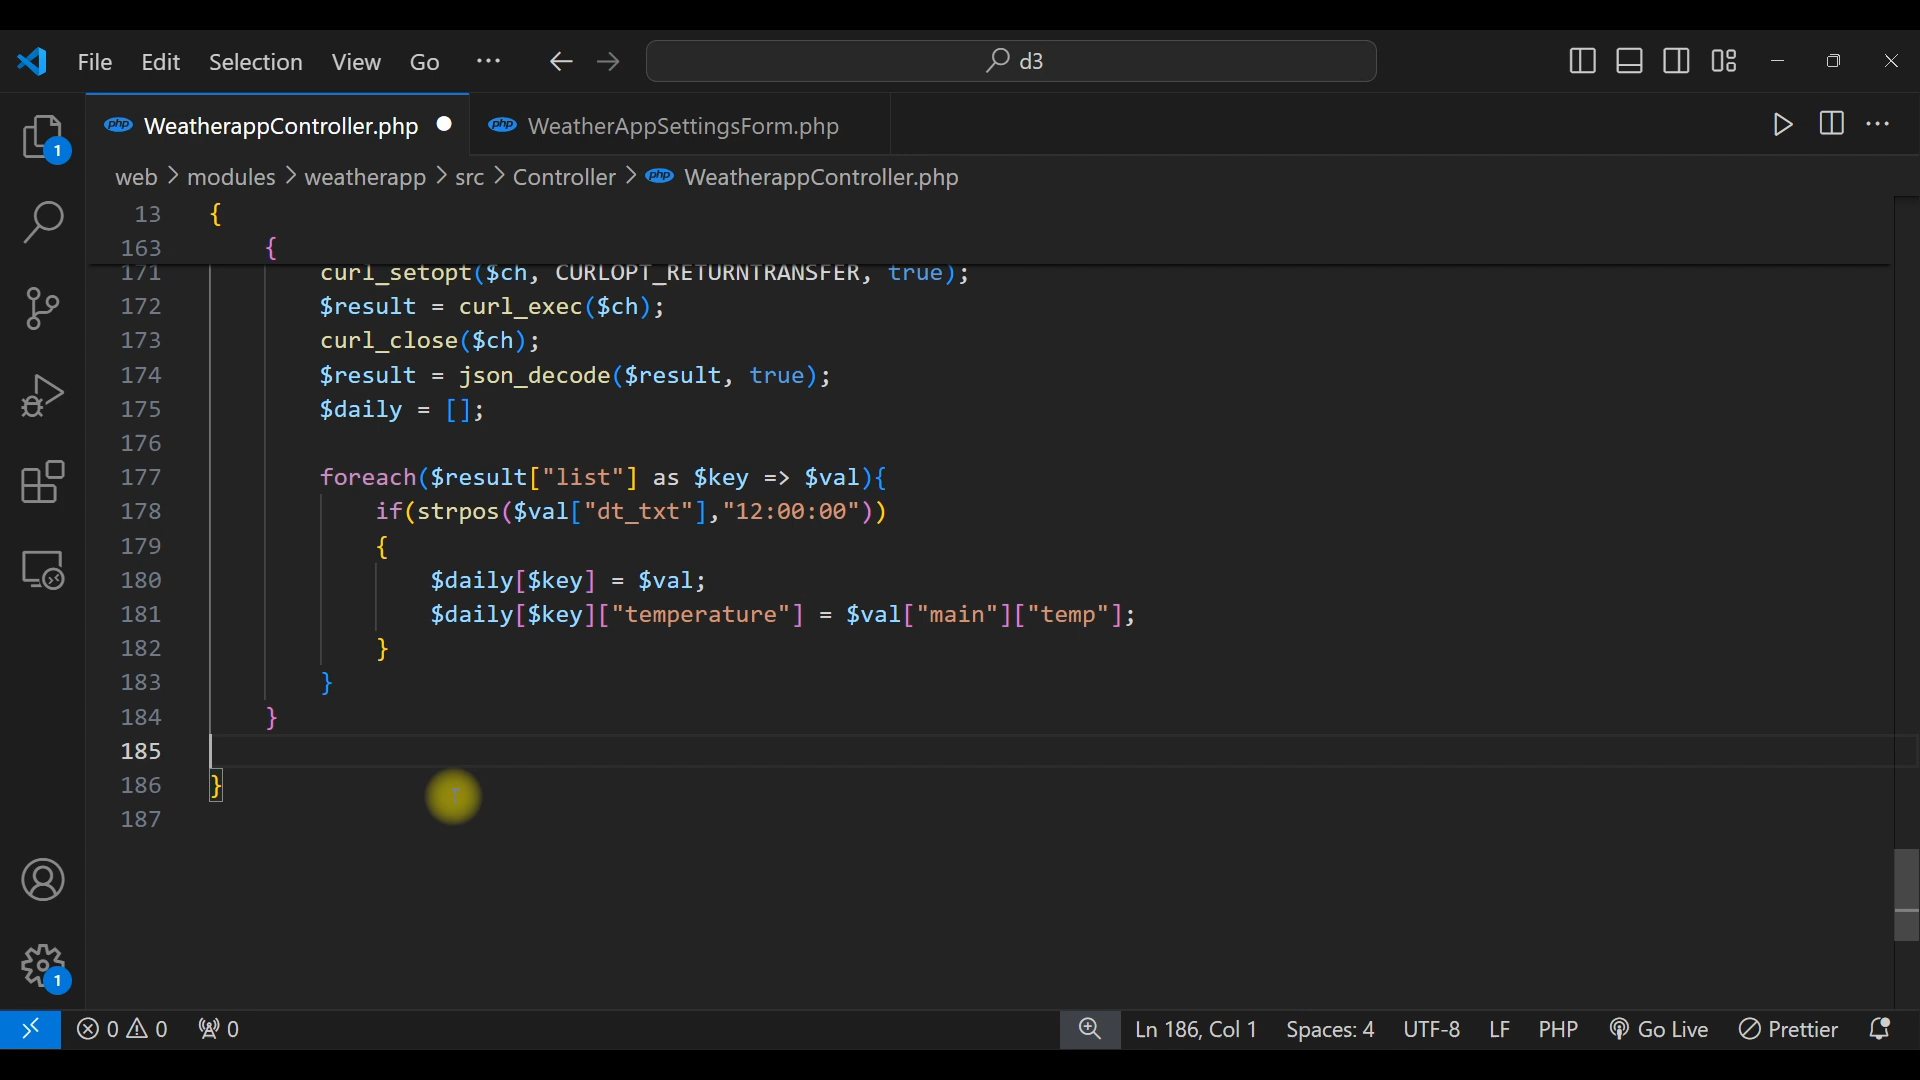 File Edit Selection View Go ··· d3
php WeatherappController.php php WeatherAppSettingsForm.php
web > modules > weatherapp > src > Controller > php WeatherappController.php
13 {
163 {
171 curl_setopt($ch, CURLOPT_RETURNTRANSFER, true);
172 $result = curl_exec($ch);
173 curl_close($ch);
174 $result = json_decode($result, true);
175 $daily = [];
176
177 foreach($result["list"] as $key => $val){
178 if(strpos($val["dt_txt"],"12:00:00"))
179 {
180 $daily[$key] = $val;
181 $daily[$key]["temperature"] = $val["main"]["temp"];
182 }
183 }
184 }
185
186 }
187
1
1
0 0 0 Ln 186, Col 1 Spaces: 4 UTF-8 LF PHP Go Live Prettier